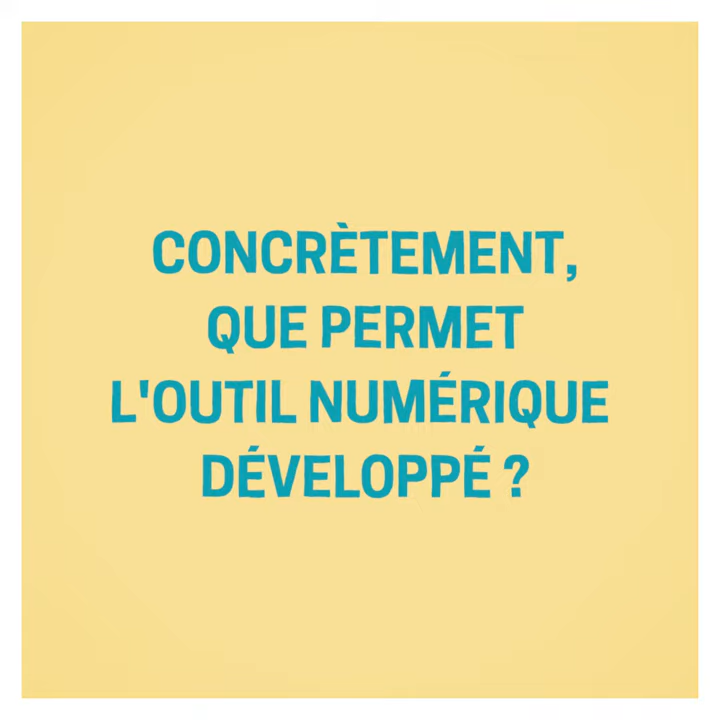 CONCRÈTEMENT,
QUE PERMET
L'OUTIL NUMÉRIQUE
DÉVELOPPÉ ?